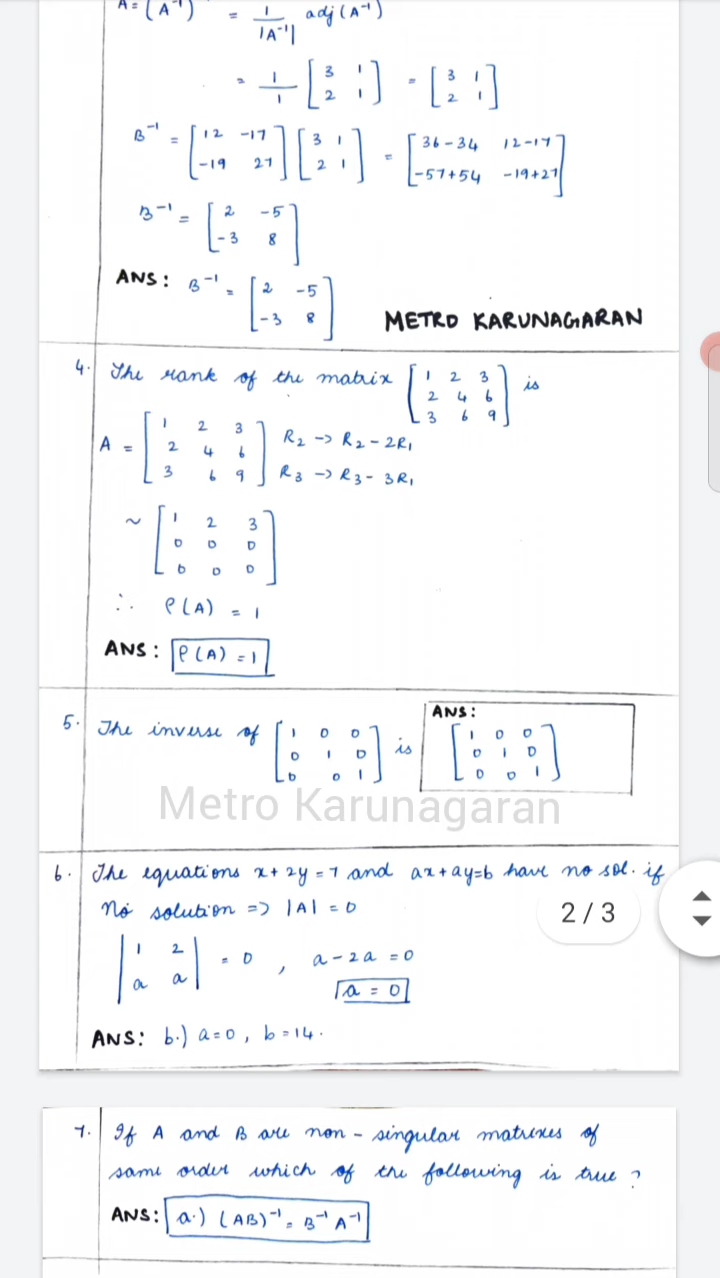 A = (A⁻¹) = 1/|A⁻¹| adj (A⁻¹)
= 1/1 [3 1; 2 1] = [3 1; 2 1]
B⁻¹ = [12 -17; -19 27] [3 1; 2 1] = [36-34 12-17; -57+54 -19+27]
B⁻¹ = [2 -5; -3 8]
ANS: B⁻¹ = [2 -5; -3 8]
METRO KARUNAGARAN
4. The rank of the matrix [1 2 3; 2 4 6; 3 6 9] is
A = [1 2 3; 2 4 6; 3 6 9] R₂ -> R₂ - 2R₁
R₃ -> R₃ - 3R₁
~ [1 2 3; 0 0 0; 0 0 0]
∴ ρ(A) = 1
ANS: ρ(A) = 1
5. The inverse of [1 0 0; 0 1 0; 0 0 1] is
ANS: [1 0 0; 0 1 0; 0 0 1]
Metro Karunagaran
6. The equations x+2y=7 and ax+ay=b have no sol. if
No solution => |A| = 0
2/3
|1 2; a a| = 0, a-2a=0
a = 0
ANS: b.) a=0, b=14.
7. If A and B are non-singular matrixes of
same order which of the following is true?
ANS: a.) (AB)⁻¹ = B⁻¹ A⁻¹